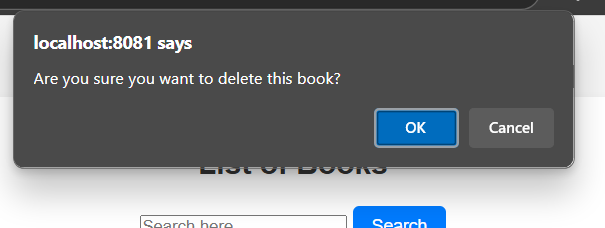 localhost:8081 says
Are you sure you want to delete this book?
OK Cancel
List of Books
Search here Search